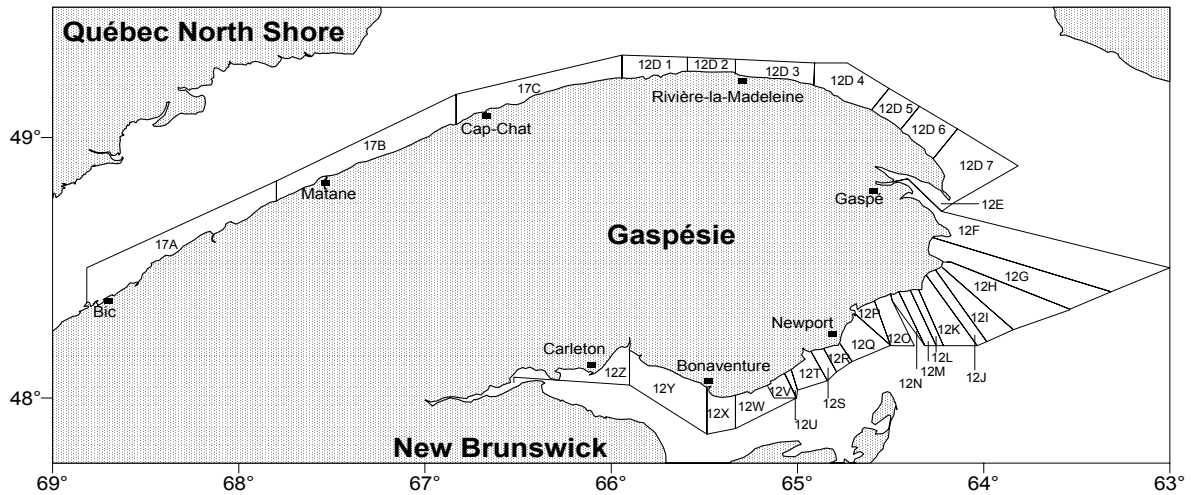 Québec North Shore
12D 1
12D 2
12D 3
12D 4
17C
Rivière-la-Madeleine
12D 5
Cap-Chat
12D 6
49°
17B
12D 7
Matane
Gaspé
12E
12F
Gaspésie
17A
12G
12H
Bic
12P
12I
Newport
12K
12O
Carleton
12Q
12L
Bonaventure
12R
12M
12J
12Z
12T
12N
12Y
12V
12S
48°
12X
12W
12U
New Brunswick
69°
68°
67°
66°
65°
64°
63°